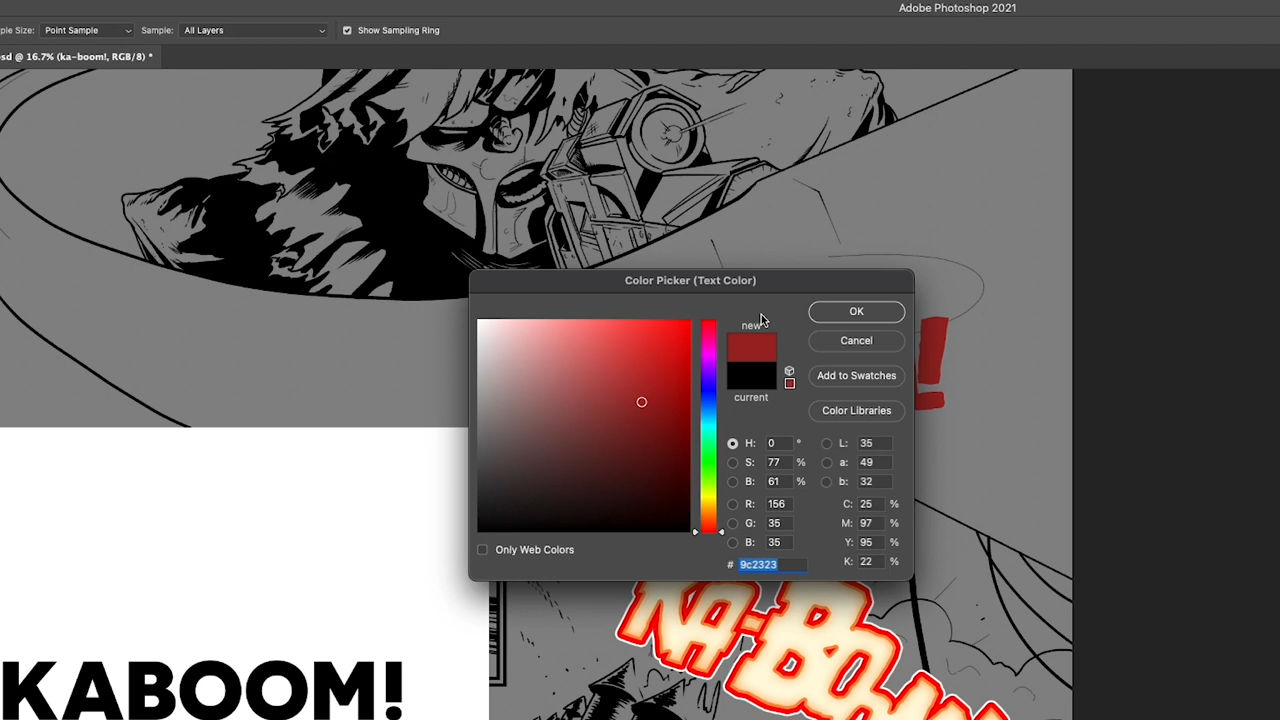 Adobe Photoshop 2021
ple Size: Point Sample Sample: All Layers Show Sampling Ring
sd @ 16.7% (ka-boom!, RGB/8) *
Color Picker (Text Color)
new
OK
Cancel
Add to Swatches
current
Color Libraries
H: 0 ° L: 35
S: 77 % a: 49
B: 61 % b: 32
R: 156 C: 25 %
G: 35 M: 97 %
B: 35 Y: 95 %
# 9c2323 K: 22 %
Only Web Colors
!
KA-BOOM
KABOOM!